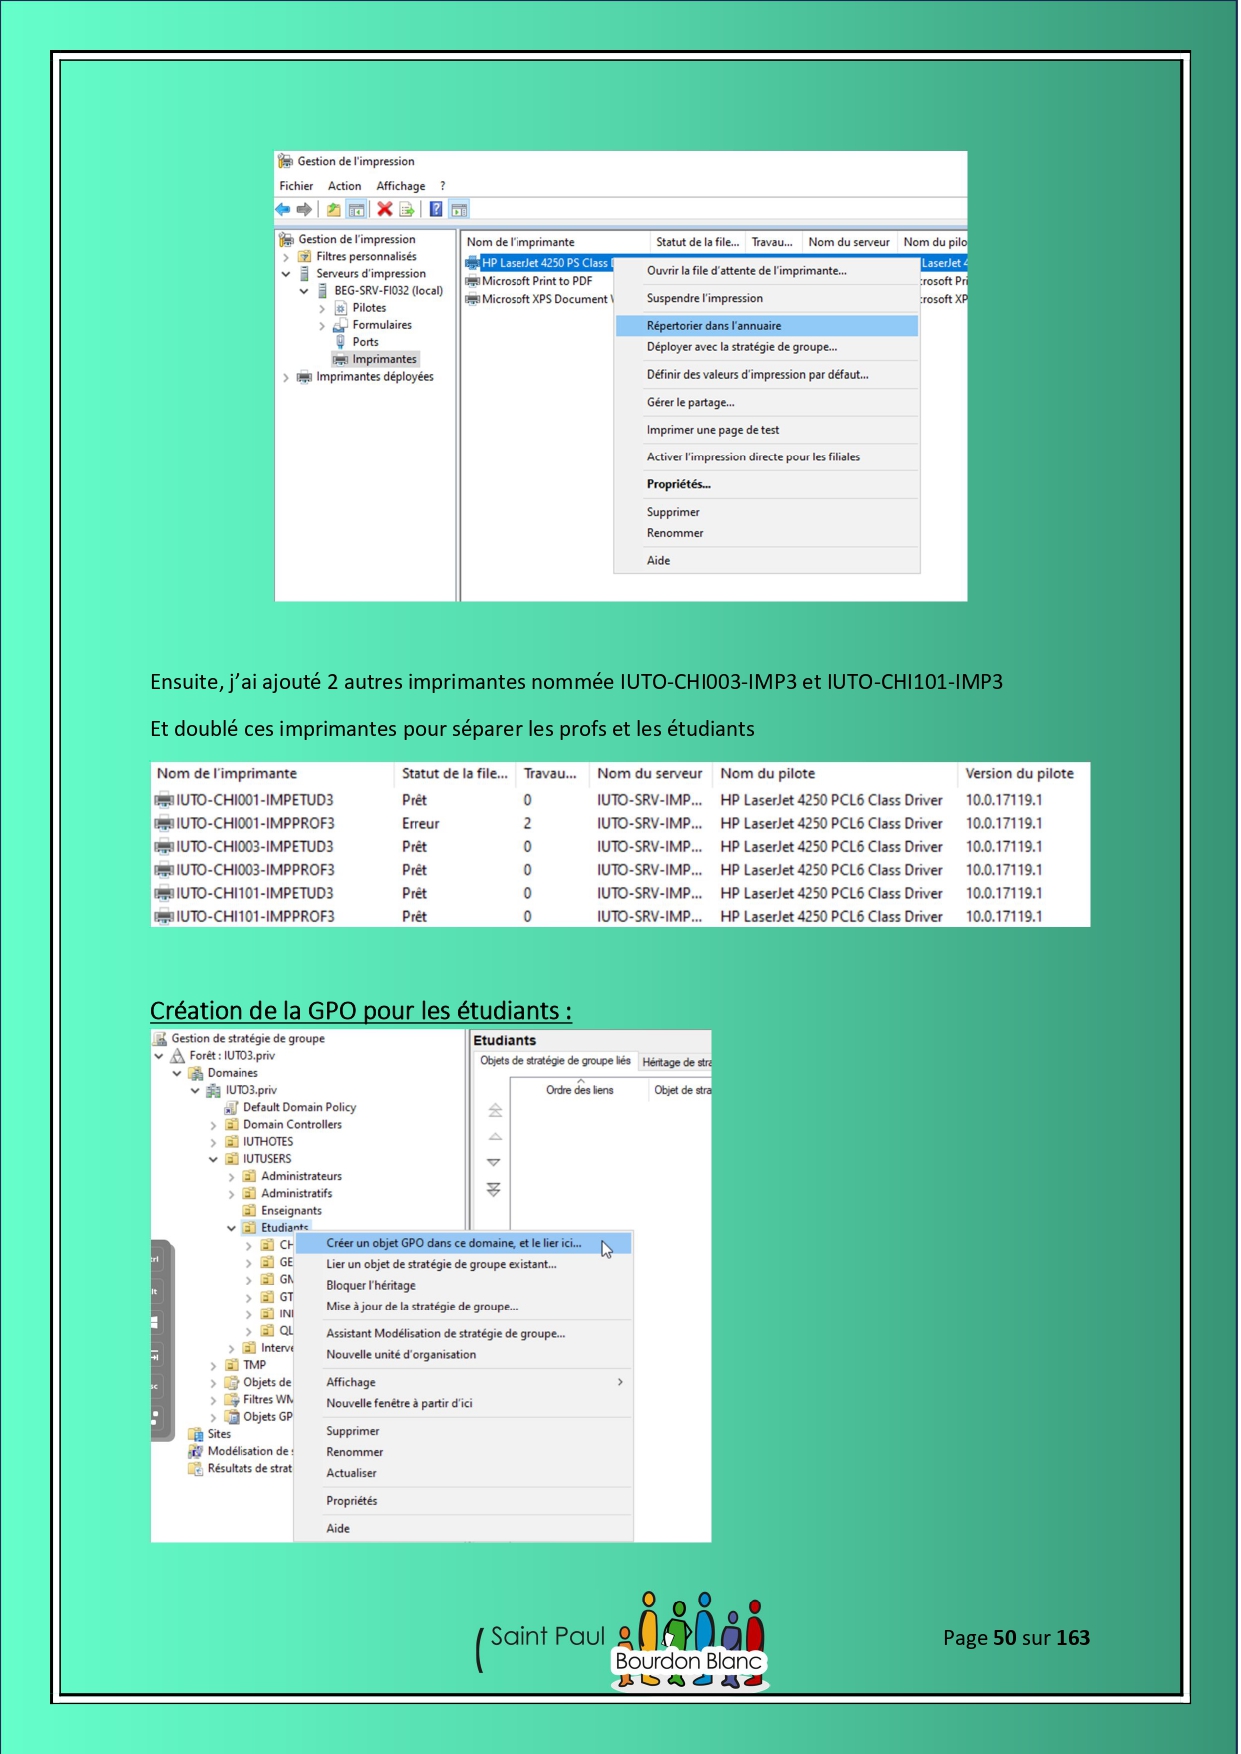 Gestion de l'impression
Fichier Action Affichage ?
Gestion de l'impression
Filtres personnalisés
Serveurs d'impression
BEG-SRV-FI032 (local)
Pilotes
Formulaires
Ports
Imprimantes
Imprimantes déployées
Nom de l'imprimante Statut de la file... Travau... Nom du serveur Nom du pilo
HP LaserJet 4250 PS Class LaserJet 4
Microsoft Print to PDF crosoft Pri
Microsoft XPS Document crosoft XP
Ouvrir la file d'attente de l'imprimante...
Suspendre l'impression
Répertorier dans l'annuaire
Déployer avec la stratégie de groupe...
Définir des valeurs d'impression par défaut...
Gérer le partage...
Imprimer une page de test
Activer l'impression directe pour les filiales
Propriétés...
Supprimer
Renommer
Aide
Ensuite, j'ai ajouté 2 autres imprimantes nommée IUTO-CHI003-IMP3 et IUTO-CHI101-IMP3
Et doublé ces imprimantes pour séparer les profs et les étudiants
Nom de l'imprimante Statut de la file... Travau... Nom du serveur Nom du pilote Version du pilote
IUTO-CHI001-IMPETUD3 Prêt 0 IUTO-SRV-IMP... HP LaserJet 4250 PCL6 Class Driver 10.0.17119.1
IUTO-CHI001-IMPPROF3 Erreur 2 IUTO-SRV-IMP... HP LaserJet 4250 PCL6 Class Driver 10.0.17119.1
IUTO-CHI003-IMPETUD3 Prêt 0 IUTO-SRV-IMP... HP LaserJet 4250 PCL6 Class Driver 10.0.17119.1
IUTO-CHI003-IMPPROF3 Prêt 0 IUTO-SRV-IMP... HP LaserJet 4250 PCL6 Class Driver 10.0.17119.1
IUTO-CHI101-IMPETUD3 Prêt 0 IUTO-SRV-IMP... HP LaserJet 4250 PCL6 Class Driver 10.0.17119.1
IUTO-CHI101-IMPPROF3 Prêt 0 IUTO-SRV-IMP... HP LaserJet 4250 PCL6 Class Driver 10.0.17119.1
Création de la GPO pour les étudiants :
Gestion de stratégie de groupe
Forêt : IUTO3.priv
Domaines
IUTO3.priv
Default Domain Policy
Domain Controllers
IUTHOTES
IUTUSERS
Administrateurs
Administratifs
Enseignants
Etudiants
CH
GE
GM
GT
INI
QL
Interve
TMP
Objets de
Filtres WM
Objets GP
Sites
Modélisation de s
Résultats de strat
Etudiants
Objets de stratégie de groupe liés Héritage de stra
Ordre des liens Objet de stra
Créer un objet GPO dans ce domaine, et le lier ici...
Lier un objet de stratégie de groupe existant...
Bloquer l'héritage
Mise à jour de la stratégie de groupe...
Assistant Modélisation de stratégie de groupe...
Nouvelle unité d'organisation
Affichage
Nouvelle fenêtre à partir d'ici
Supprimer
Renommer
Actualiser
Propriétés
Aide
Saint Paul
Bourdon Blanc
Page 50 sur 163